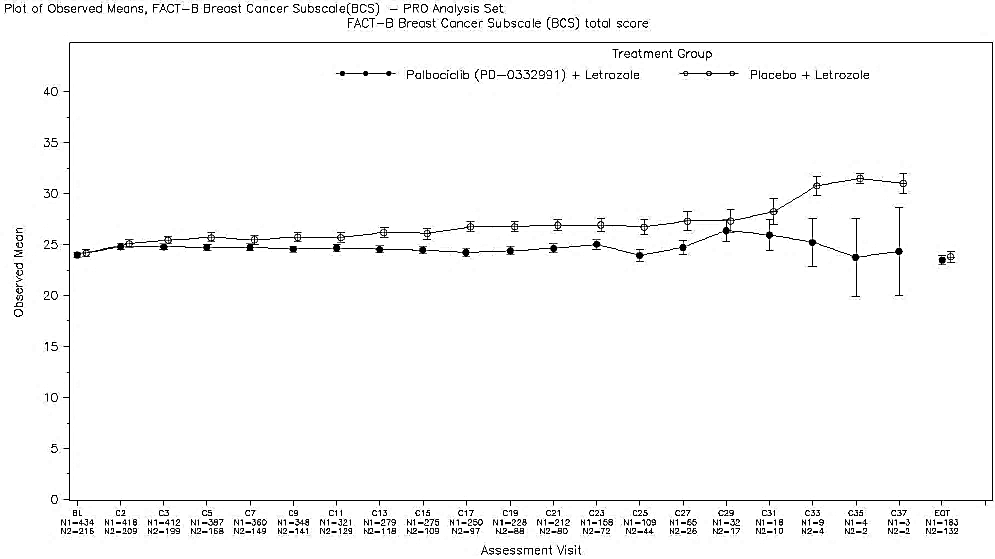 Plot of Observed Means, FACT-B Breast Cancer Subscale(BCS) - PRO Analysis Set
FACT-B Breast Cancer Subscale (BCS) total score
Treatment Group
Palbociclib (PD-0332991) + Letrozole
Placebo + Letrozole
40
35
30
25
20
15
10
5
0
Observed Mean
BL C2 C3 C5 C7 C9 C11 C13 C15 C17 C19 C21 C23 C25 C27 C29 C31 C33 C35 C37 EOT
N1=434 N1=418 N1=412 N1=387 N1=360 N1=348 N1=321 N1=279 N1=275 N1=250 N1=228 N1=212 N1=158 N1=109 N1=65 N1=32 N1=18 N1=9 N1=4 N1=3 N1=183
N2=216 N2=209 N2=199 N2=168 N2=149 N2=141 N2=129 N2=118 N2=109 N2=97 N2=88 N2=80 N2=72 N2=44 N2=26 N2=17 N2=10 N2=4 N2=2 N2=2 N2=132
Assessment Visit